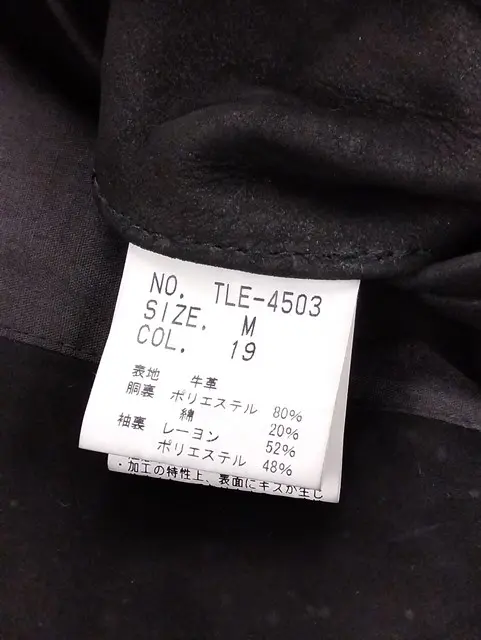 NO. TLE-4503
SIZE. M
COL. 19
表地 牛革
胴裏 ポリエステル 80%
綿 20%
袖裏 レーヨン 52%
ポリエステル 48%
・加工の特性上、表面にキズが生じ